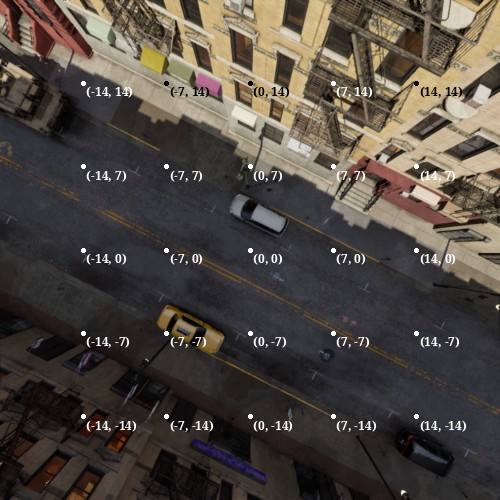 (-14, 14) (-7, 14) (0, 14) (7, 14) (14, 14)
(-14, 7) (-7, 7) (0, 7) (7, 7) (14, 7)
(-14, 0) (-7, 0) (0, 0) (7, 0) (14, 0)
(-14, -7) (-7, -7) (0, -7) (7, -7) (14, -7)
(-14, -14) (-7, -14) (0, -14) (7, -14) (14, -14)